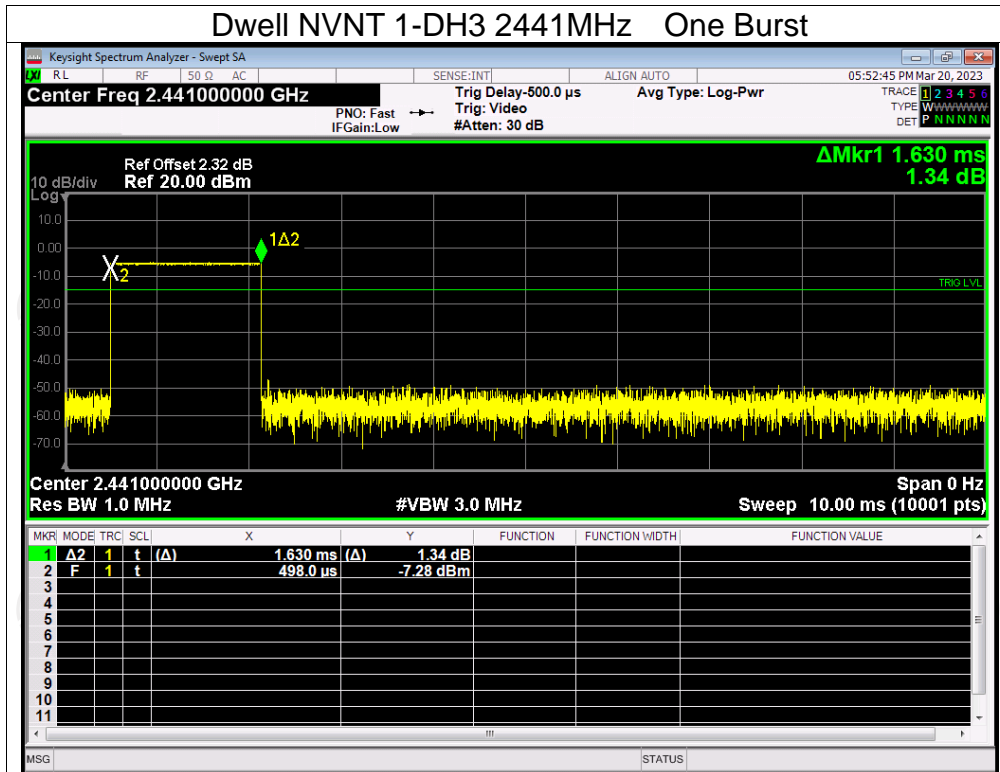 Dwell NVNT 1-DH3 2441MHz One Burst
Keysight Spectrum Analyzer - Swept SA
LXI RL RF 50 Ω AC SENSE:INT ALIGN AUTO 05:52:45 PM Mar 20, 2023
Center Freq 2.441000000 GHz Trig Delay-500.0 µs Avg Type: Log-Pwr TRACE 1 2 3 4 5 6
PNO: Fast Trig: Video TYPE WWWWWW
IFGain:Low #Atten: 30 dB DET P N N N N N
ΔMkr1 1.630 ms
1.34 dB
Ref Offset 2.32 dB
10 dB/div Ref 20.00 dBm
Log
10.0
1Δ2
0.00
2
-10.0
TRIG LVL
-20.0
-30.0
-40.0
-50.0
-60.0
-70.0
Center 2.441000000 GHz Span 0 Hz
Res BW 1.0 MHz #VBW 3.0 MHz Sweep 10.00 ms (10001 pts)
MKR MODE TRC SCL X Y FUNCTION FUNCTION WIDTH FUNCTION VALUE
1 Δ2 1 t (Δ) 1.630 ms (Δ) 1.34 dB
2 F 1 t 498.0 µs -7.28 dBm
3
4
5
6
7
8
9
10
11
MSG STATUS